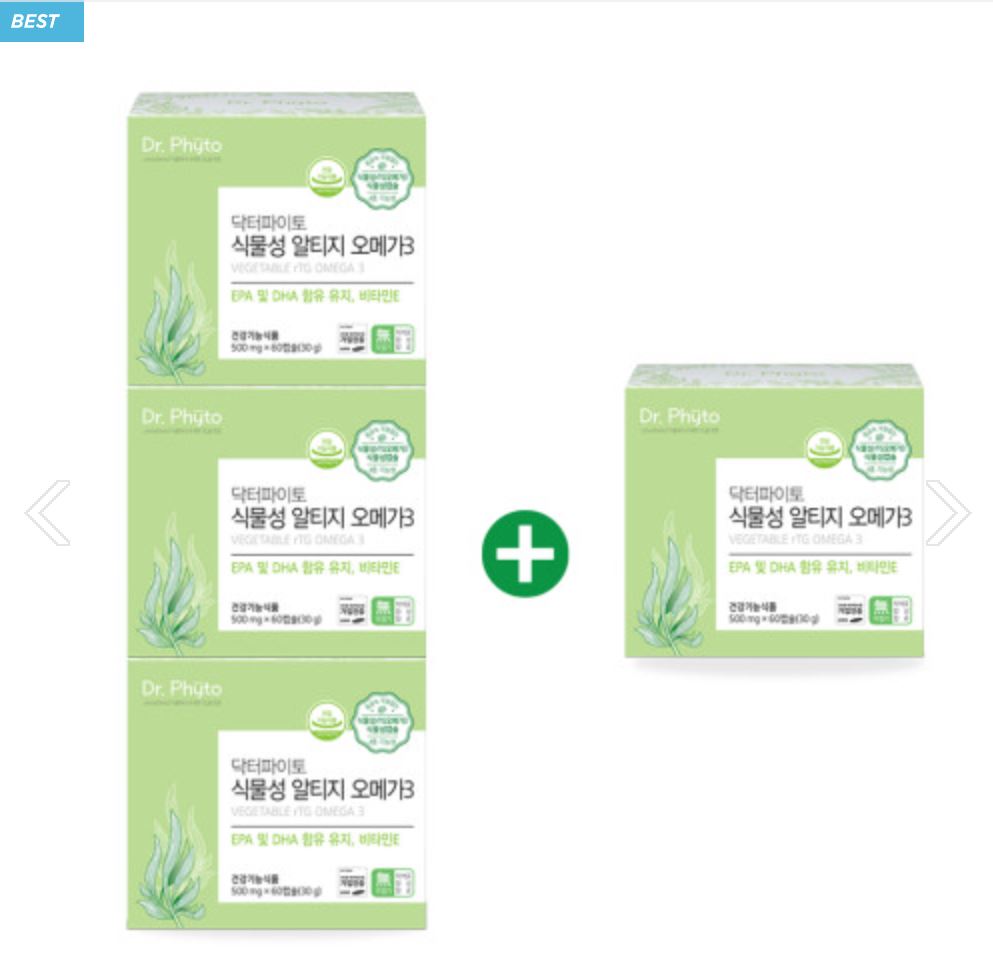 BEST
Dr. Phyto
닥터파이토
식물성 알티지 오메가3
VEGETABLE rTG OMEGA 3
EPA 및 DHA 함유 유지, 비타민E
건강기능식품
500 mg × 60캡슐(30 g)
Dr. Phyto
닥터파이토
식물성 알티지 오메가3
VEGETABLE rTG OMEGA 3
EPA 및 DHA 함유 유지, 비타민E
건강기능식품
500 mg × 60캡슐(30 g)
無
Dr. Phyto
닥터파이토
식물성 알티지 오메가3
VEGETABLE rTG OMEGA 3
EPA 및 DHA 함유 유지, 비타민E
건강기능식품
500 mg × 60캡슐(30 g)
無
Dr. Phyto
닥터파이토
식물성 알티지 오메가3
VEGETABLE rTG OMEGA 3
EPA 및 DHA 함유 유지, 비타민E
건강기능식품
500 mg × 60캡슐(30 g)
無